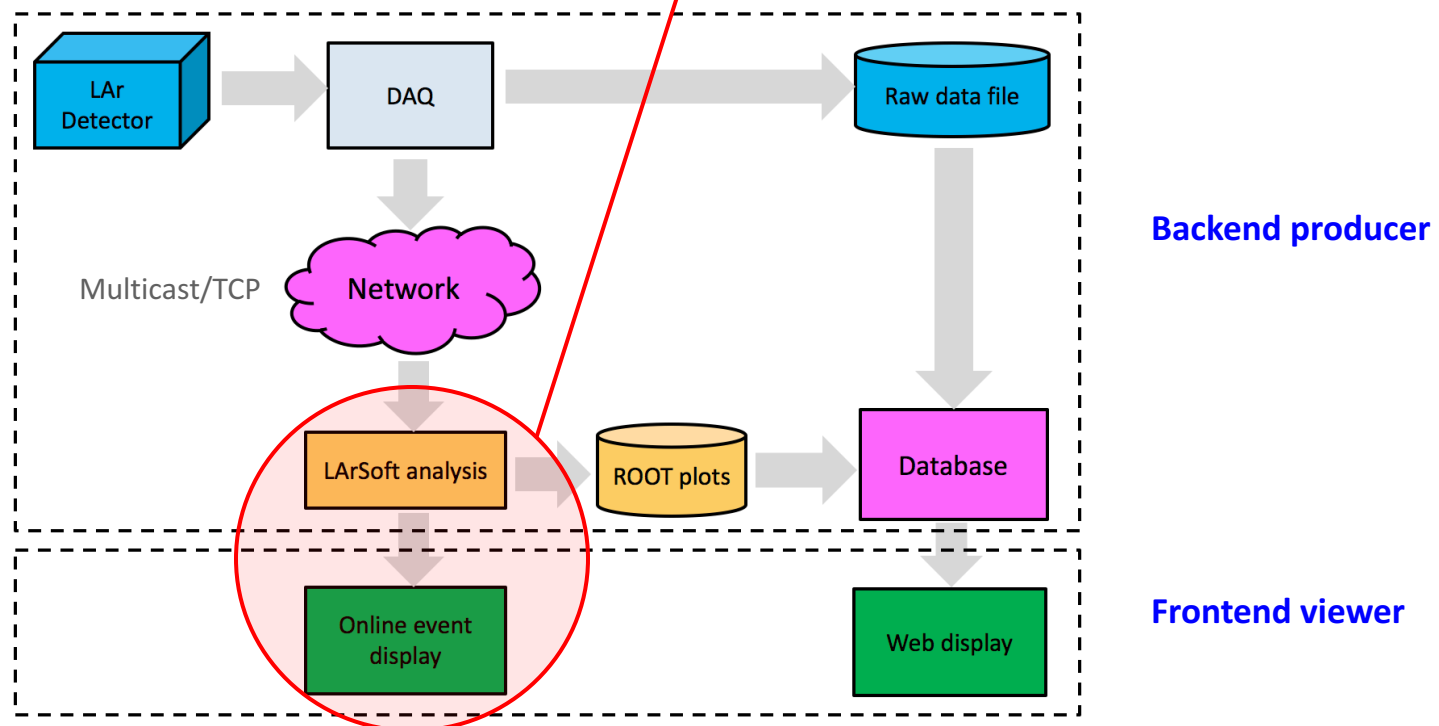 LAr
Detector
DAQ
Raw data file
Backend producer
Multicast/TCP
Network
LArSoft analysis
ROOT plots
Database
Online event
display
Web display
Frontend viewer